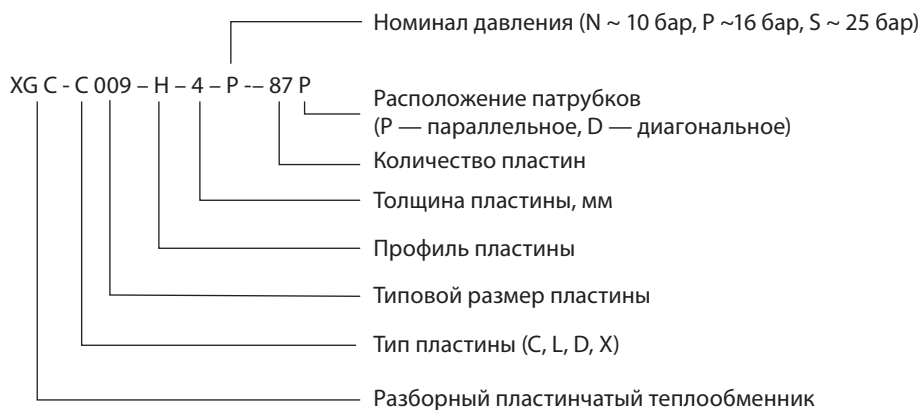 Номинал давления (N ~ 10 бар, P ~16 бар, S ~ 25 бар)
XG C - C 009 – H – 4 – P -– 87 P
Расположение патрубков
(P — параллельное, D — диагональное)
Количество пластин
Толщина пластины, мм
Профиль пластины
Типовой размер пластины
Тип пластины (C, L, D, X)
Разборный пластинчатый теплообменник